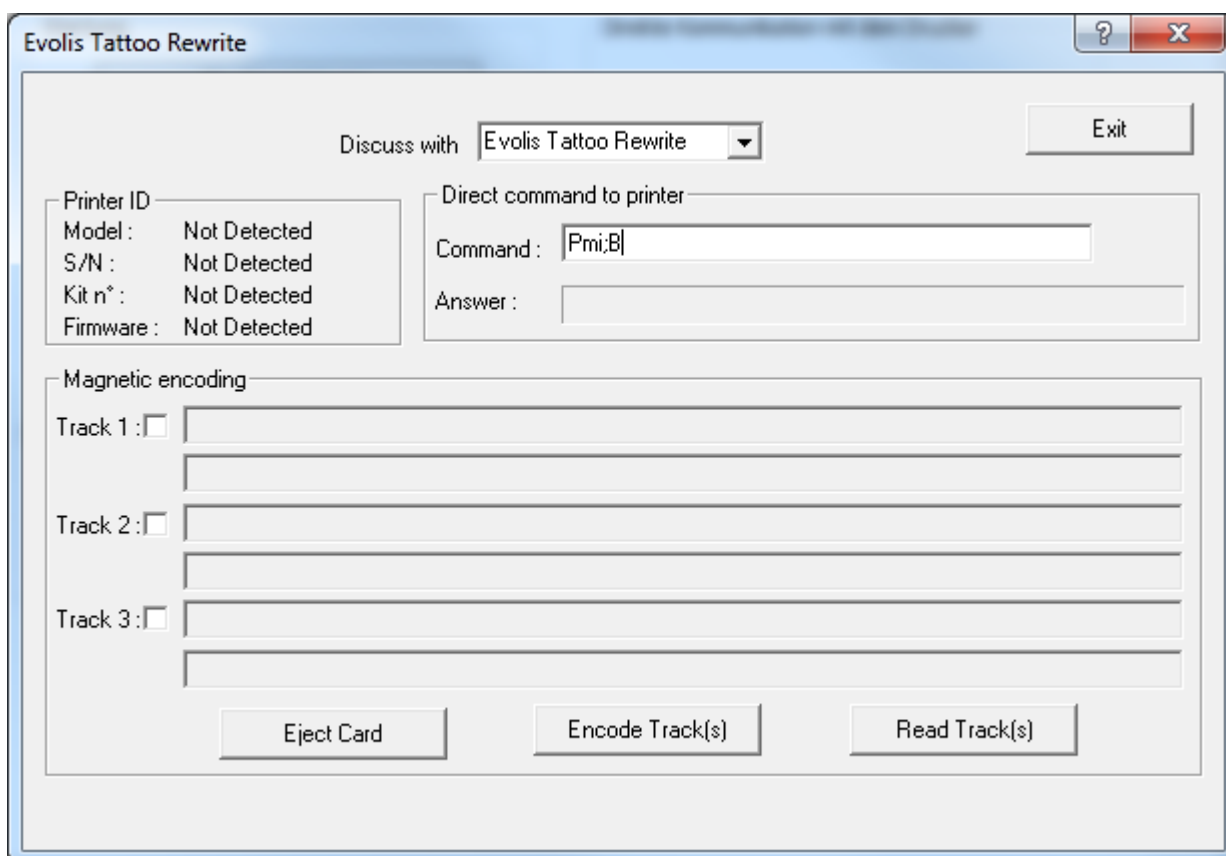 Evolis Tattoo Rewrite
Discuss with Evolis Tattoo Rewrite
Exit
Printer ID
Model : Not Detected
S/N : Not Detected
Kit n° : Not Detected
Firmware : Not Detected
Direct command to printer
Command : Pmi;B
Answer :
Magnetic encoding
Track 1 :
Track 2 :
Track 3 :
Eject Card
Encode Track(s)
Read Track(s)